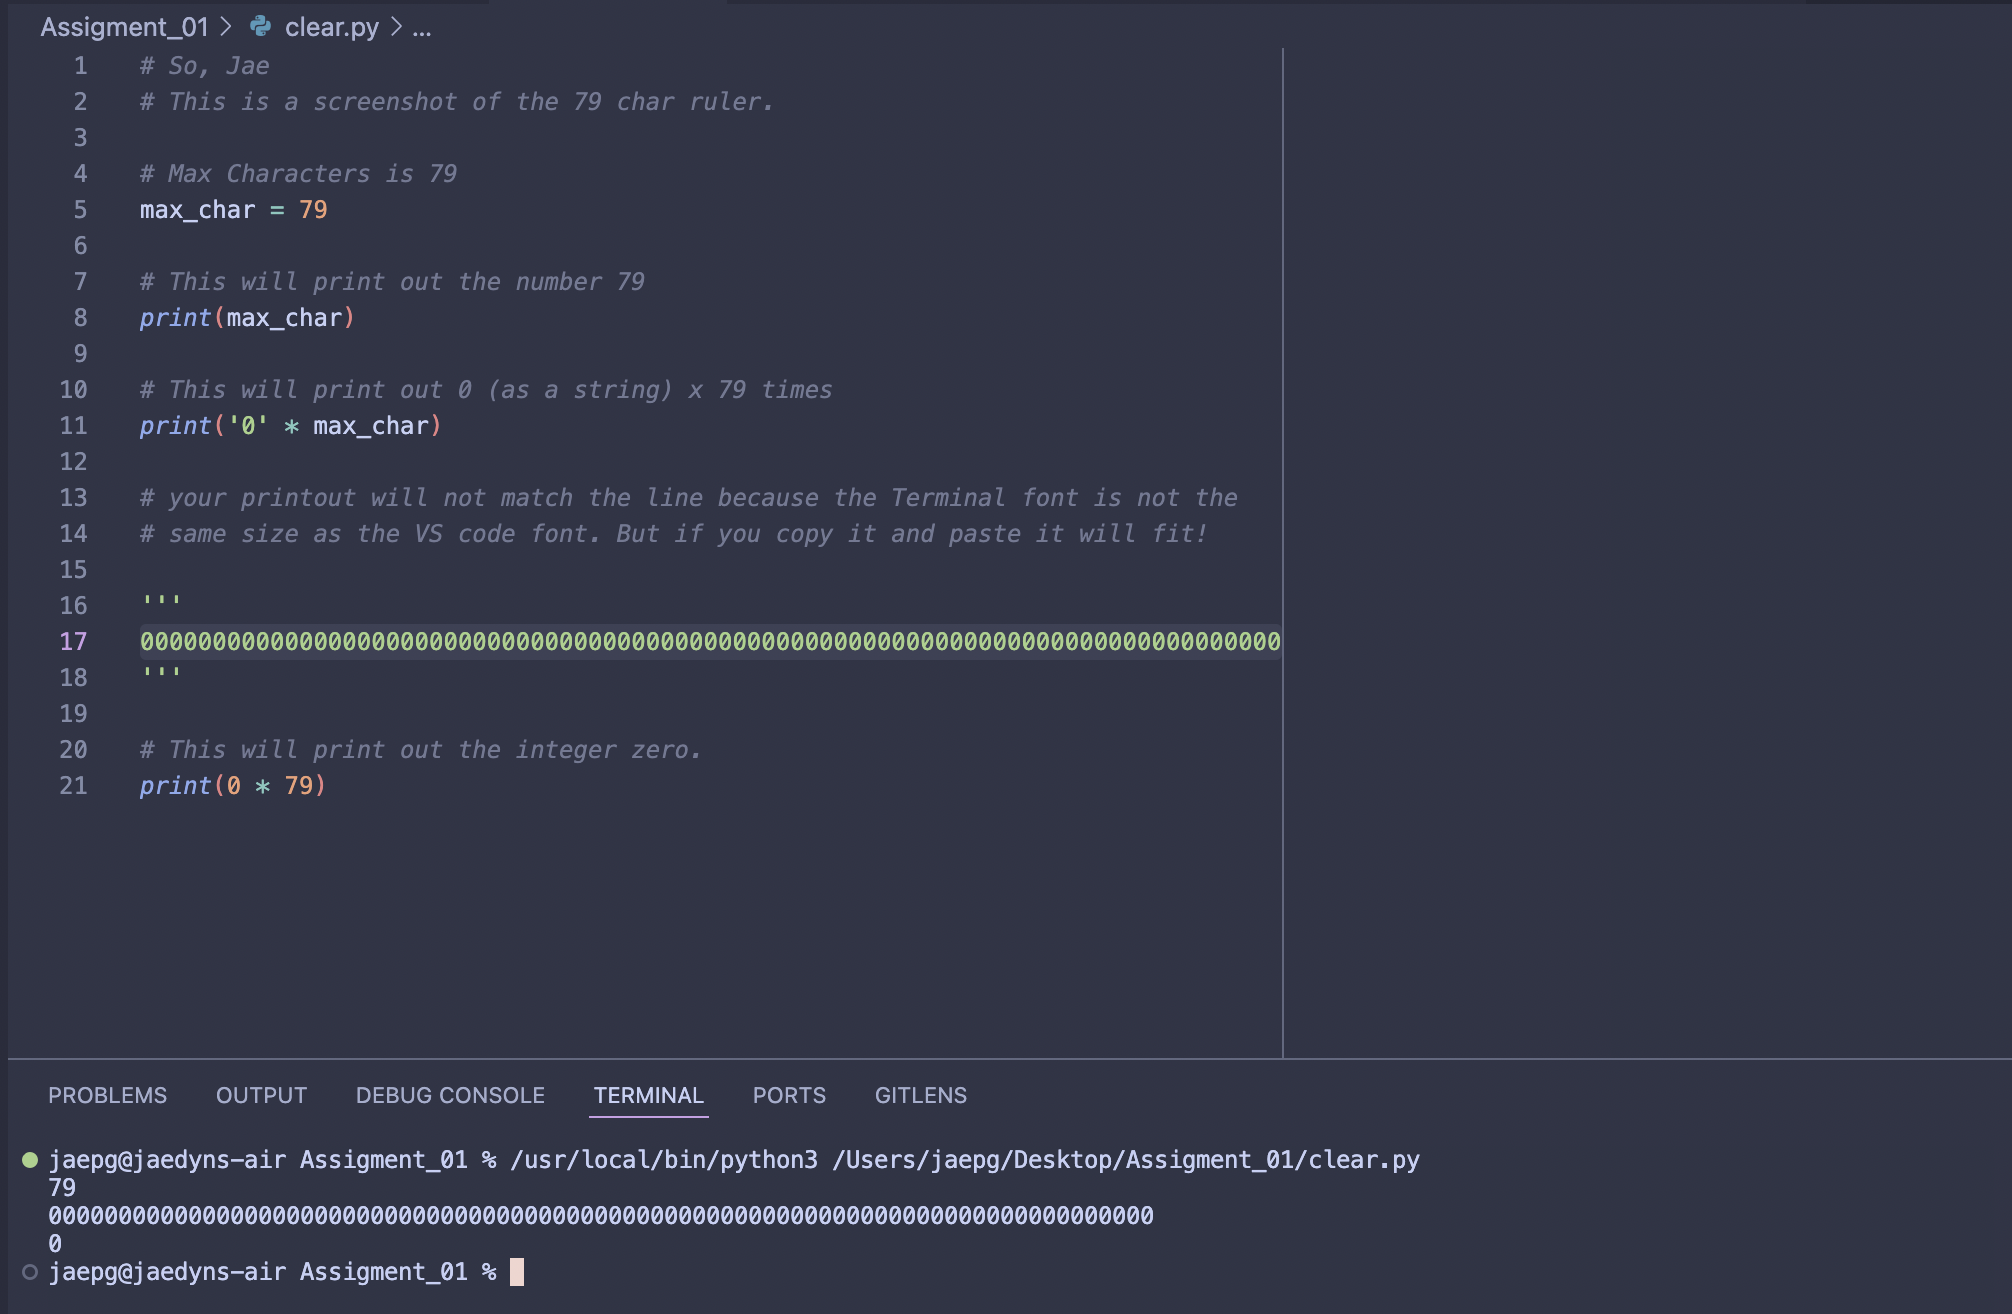 Assigment_01 > clear.py > ...
1 # So, Jae
2 # This is a screenshot of the 79 char ruler.
3
4 # Max Characters is 79
5 max_char = 79
6
7 # This will print out the number 79
8 print(max_char)
9
10 # This will print out 0 (as a string) x 79 times
11 print('0' * max_char)
12
13 # your printout will not match the line because the Terminal font is not the
14 # same size as the VS code font. But if you copy it and paste it will fit!
15
16 '''
17 0000000000000000000000000000000000000000000000000000000000000000000000000000000
18 '''
19
20 # This will print out the integer zero.
21 print(0 * 79)
PROBLEMS OUTPUT DEBUG CONSOLE TERMINAL PORTS GITLENS
jaepg@jaedyns-air Assigment_01 % /usr/local/bin/python3 /Users/jaepg/Desktop/Assigment_01/clear.py
79
0000000000000000000000000000000000000000000000000000000000000000000000000000000
0
jaepg@jaedyns-air Assigment_01 %